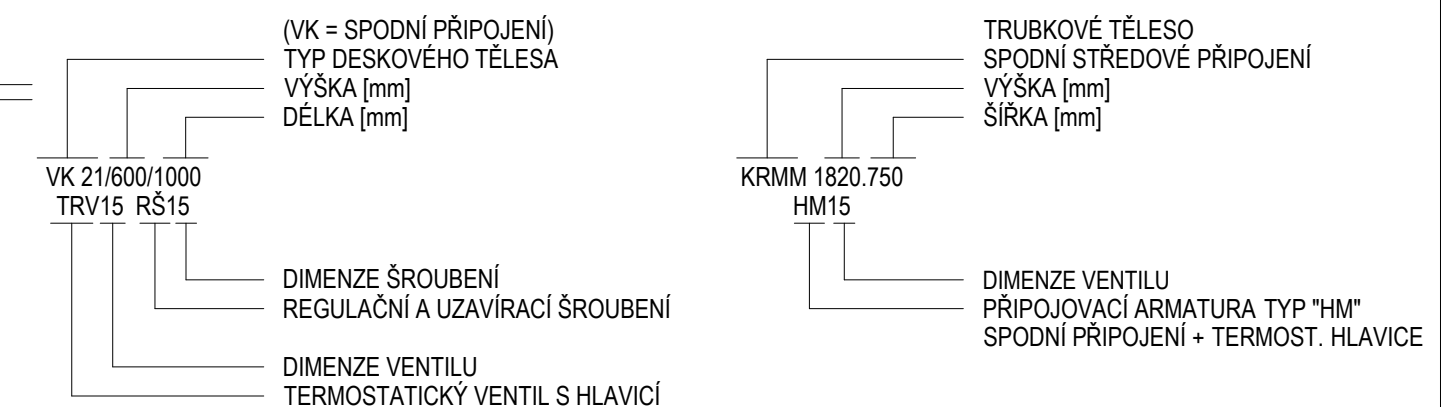 (VK = SPODNÍ PŘIPOJENÍ)
TYP DESKOVÉHO TĚLESA
VÝŠKA [mm]
DÉLKA [mm]
VK 21/600/1000
TRV15 RŠ15
DIMENZE ŠROUBENÍ
REGULAČNÍ A UZAVÍRACÍ ŠROUBENÍ
DIMENZE VENTILU
TERMOSTATICKÝ VENTIL S HLAVICÍ
TRUBKOVÉ TĚLESO
SPODNÍ STŘEDOVÉ PŘIPOJENÍ
VÝŠKA [mm]
ŠÍŘKA [mm]
KRMM 1820.750
HM15
DIMENZE VENTILU
PŘIPOJOVACÍ ARMATURA TYP "HM"
SPODNÍ PŘIPOJENÍ + TERMOST. HLAVICE